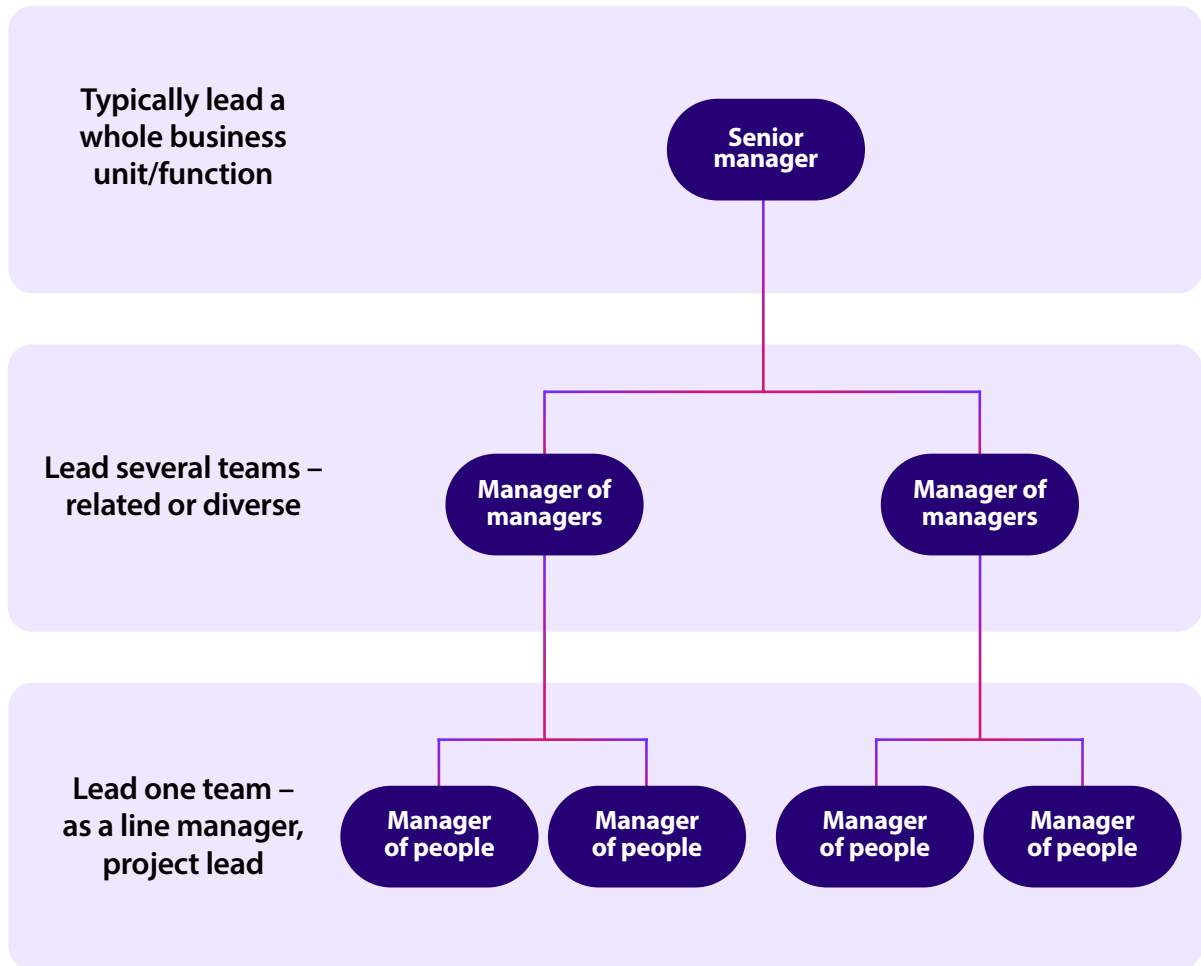 Typically lead a
whole business
unit/function
Senior
manager
Lead several teams –
related or diverse
Manager of
managers
Manager of
managers
Lead one team –
as a line manager,
project lead
Manager
of people
Manager
of people
Manager
of people
Manager
of people